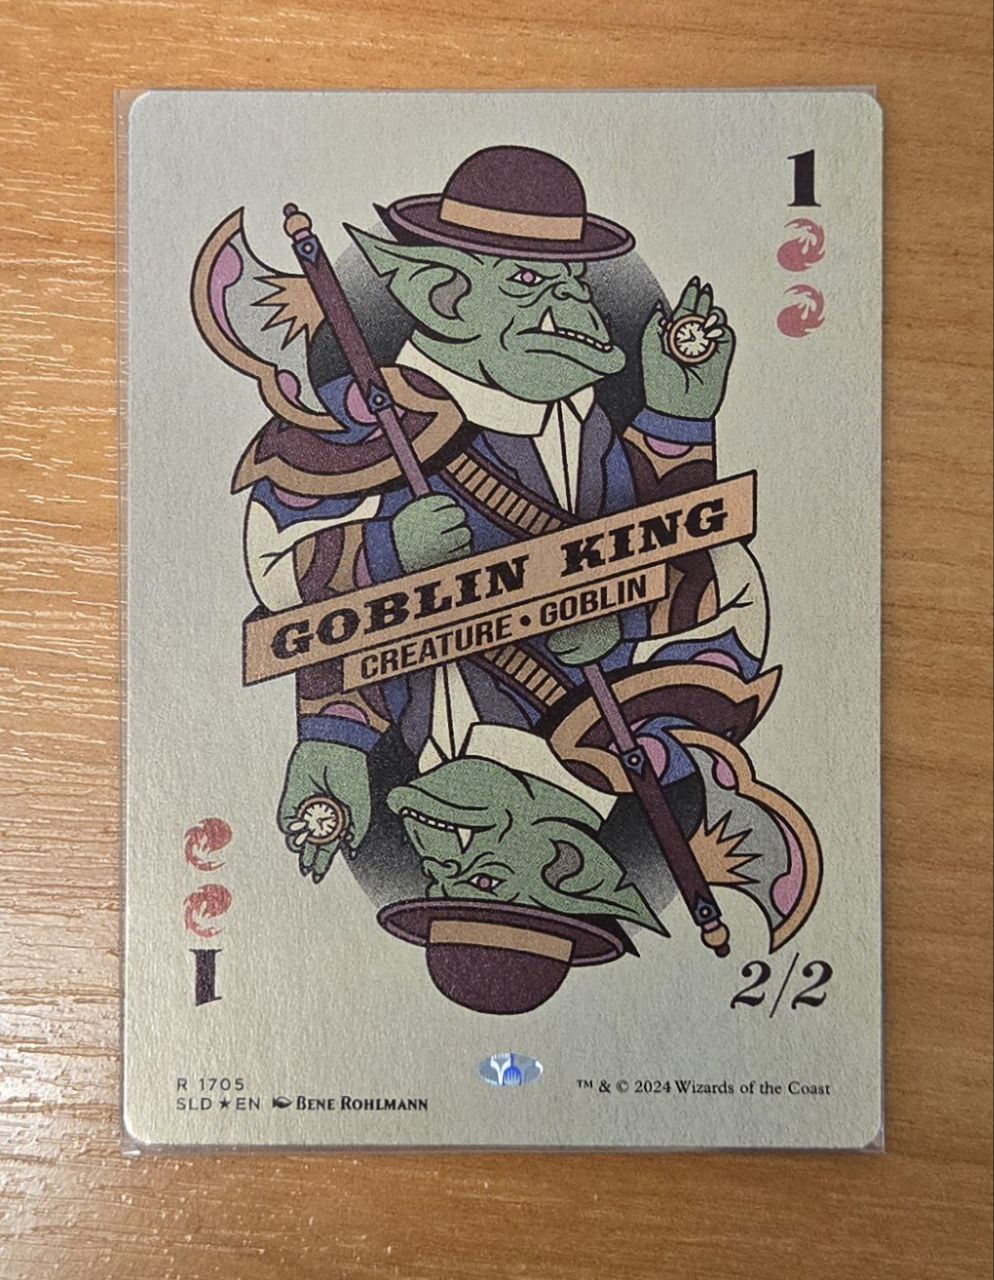 1
GOBLIN KING
CREATURE • GOBLIN
1
2/2
R 1705
SLD ★ EN BENE ROHLMANN
™ & © 2024 Wizards of the Coast